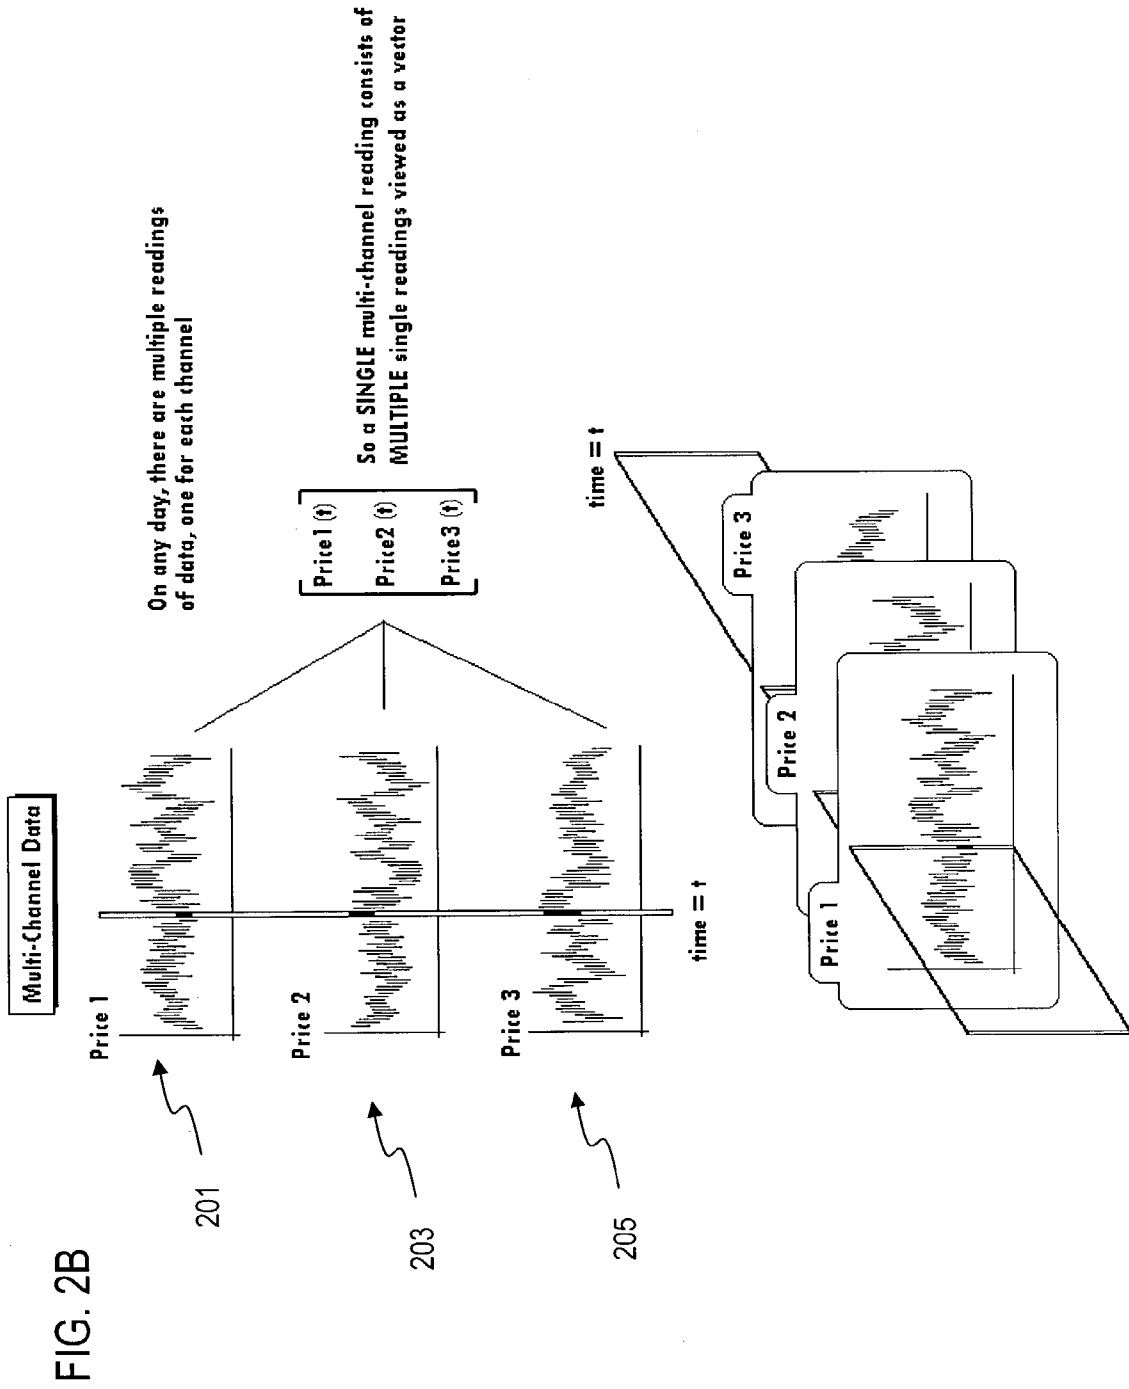 FIG. 2B
Multi-Channel Data
Price 1
201
On any day, there are multiple readings
of data, one for each channel
Price 2
203
Price1 (t)
Price2 (t)
Price3 (t)
So a SINGLE multi-channel reading consists of
MULTIPLE single readings viewed as a vector
Price 3
205
time = t
time = t
Price 1
Price 2
Price 3